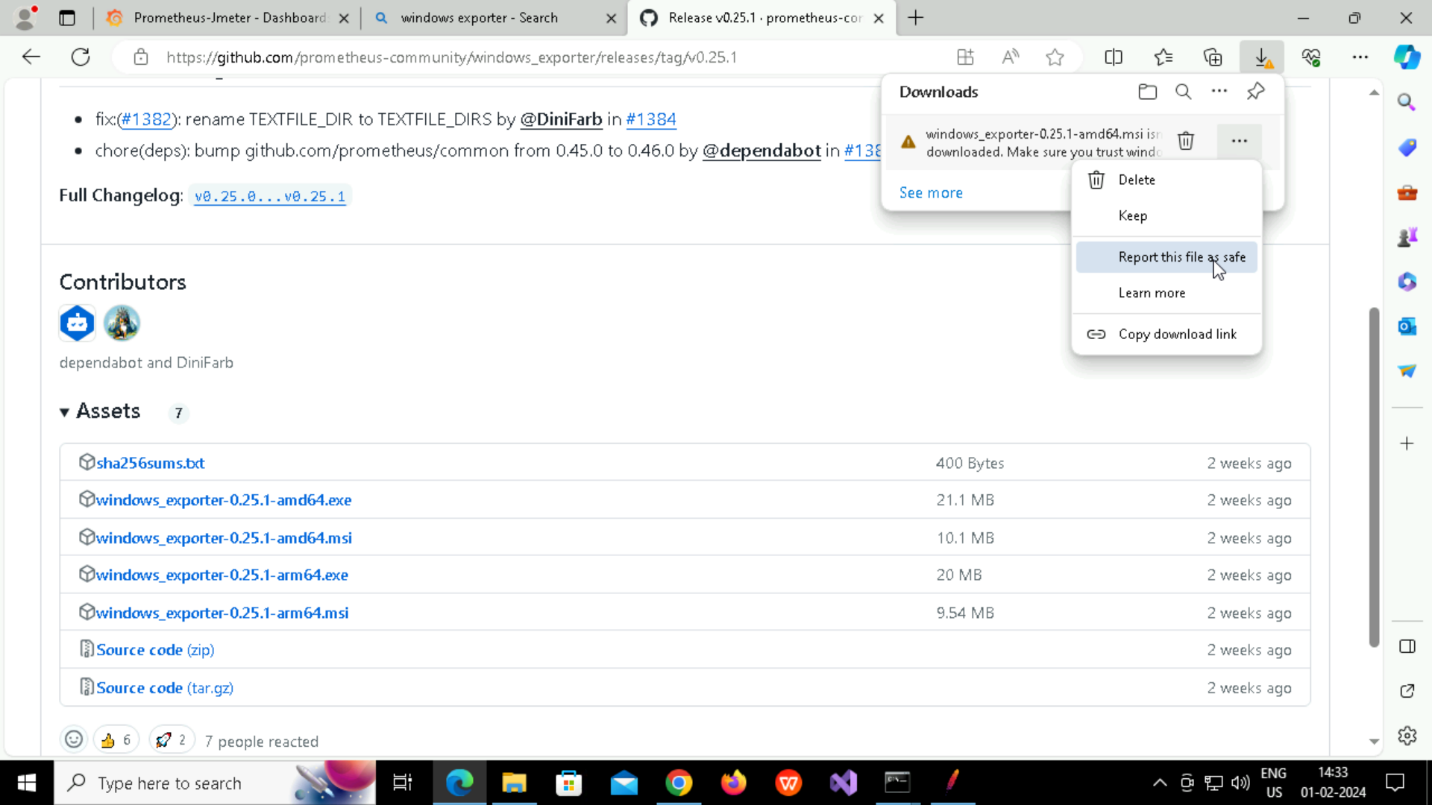 Prometheus-Jmeter - Dashboard
windows exporter - Search
Release v0.25.1 · prometheus-cor
https://github.com/prometheus-community/windows_exporter/releases/tag/v0.25.1
fix:(#1382): rename TEXTFILE_DIR to TEXTFILE_DIRS by @DiniFarb in #1384
chore(deps): bump github.com/prometheus/common from 0.45.0 to 0.46.0 by @dependabot in #138
Full Changelog: v0.25.0...v0.25.1
Downloads
windows_exporter-0.25.1-amd64.msi isn
downloaded. Make sure you trust windo
See more
Delete
Keep
Report this file as safe
Learn more
Copy download link
Contributors
dependabot and DiniFarb
Assets 7
sha256sums.txt 400 Bytes 2 weeks ago
windows_exporter-0.25.1-amd64.exe 21.1 MB 2 weeks ago
windows_exporter-0.25.1-amd64.msi 10.1 MB 2 weeks ago
windows_exporter-0.25.1-arm64.exe 20 MB 2 weeks ago
windows_exporter-0.25.1-arm64.msi 9.54 MB 2 weeks ago
Source code (zip) 2 weeks ago
Source code (tar.gz) 2 weeks ago
6 2 7 people reacted
Type here to search
ENG
US
14:33
01-02-2024